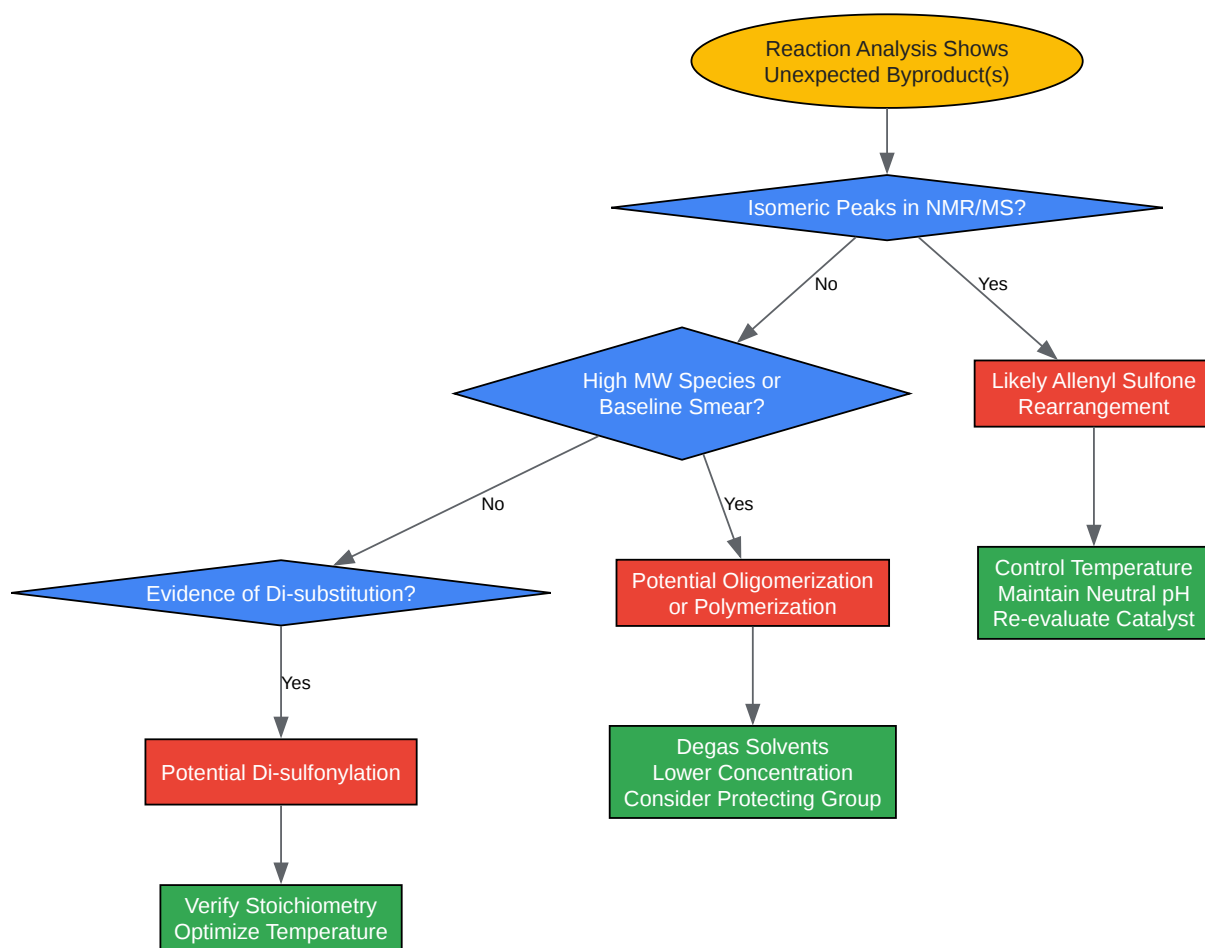 Reaction Analysis Shows
Unexpected Byproduct(s)
Isomeric Peaks in NMR/MS?
No
Yes
High MW Species or
Baseline Smear?
Likely Allenyl Sulfone
Rearrangement
No
Yes
Evidence of Di-substitution?
Potential Oligomerization
or Polymerization
Control Temperature
Maintain Neutral pH
Re-evaluate Catalyst
Yes
Potential Di-sulfonylation
Degas Solvents
Lower Concentration
Consider Protecting Group
Verify Stoichiometry
Optimize Temperature